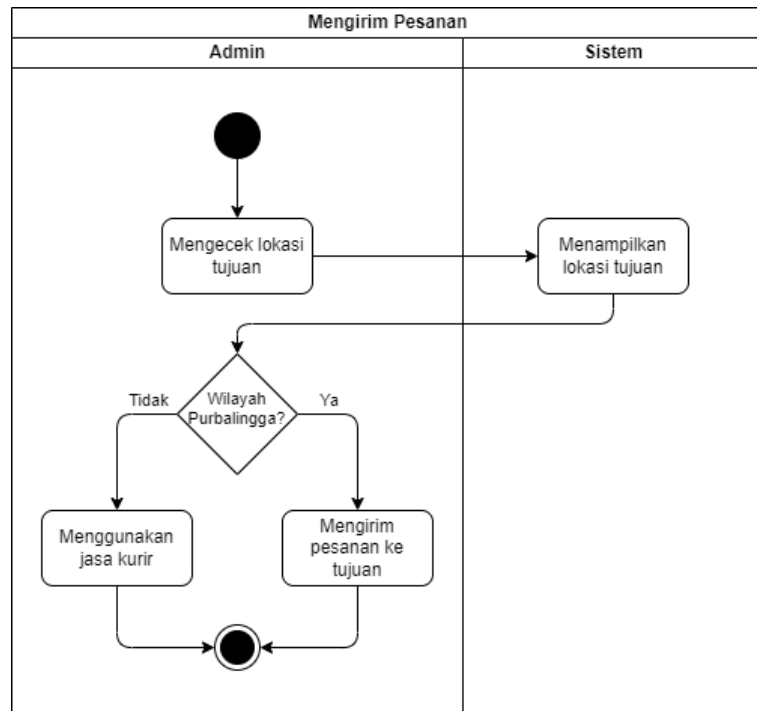 Mengirim Pesanan
Admin
Sistem
Mengecek lokasi
tujuan
Menampilkan
lokasi tujuan
Wilayah
Purbalingga?
Tidak
Ya
Menggunakan
jasa kurir
Mengirim
pesanan ke
tujuan